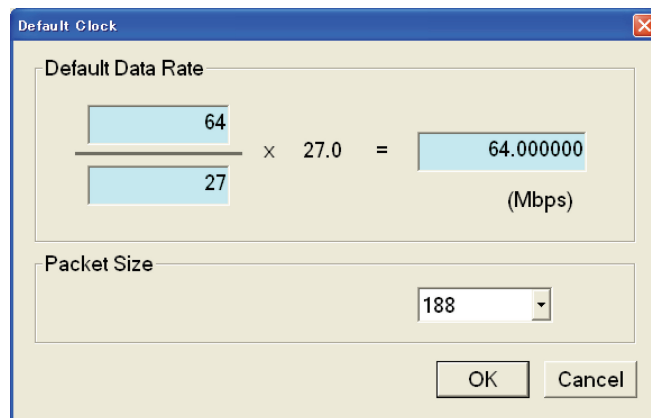 Default Clock
Default Data Rate
64
27
x 27.0 = 64.000000
(Mbps)
Packet Size
188
OK Cancel